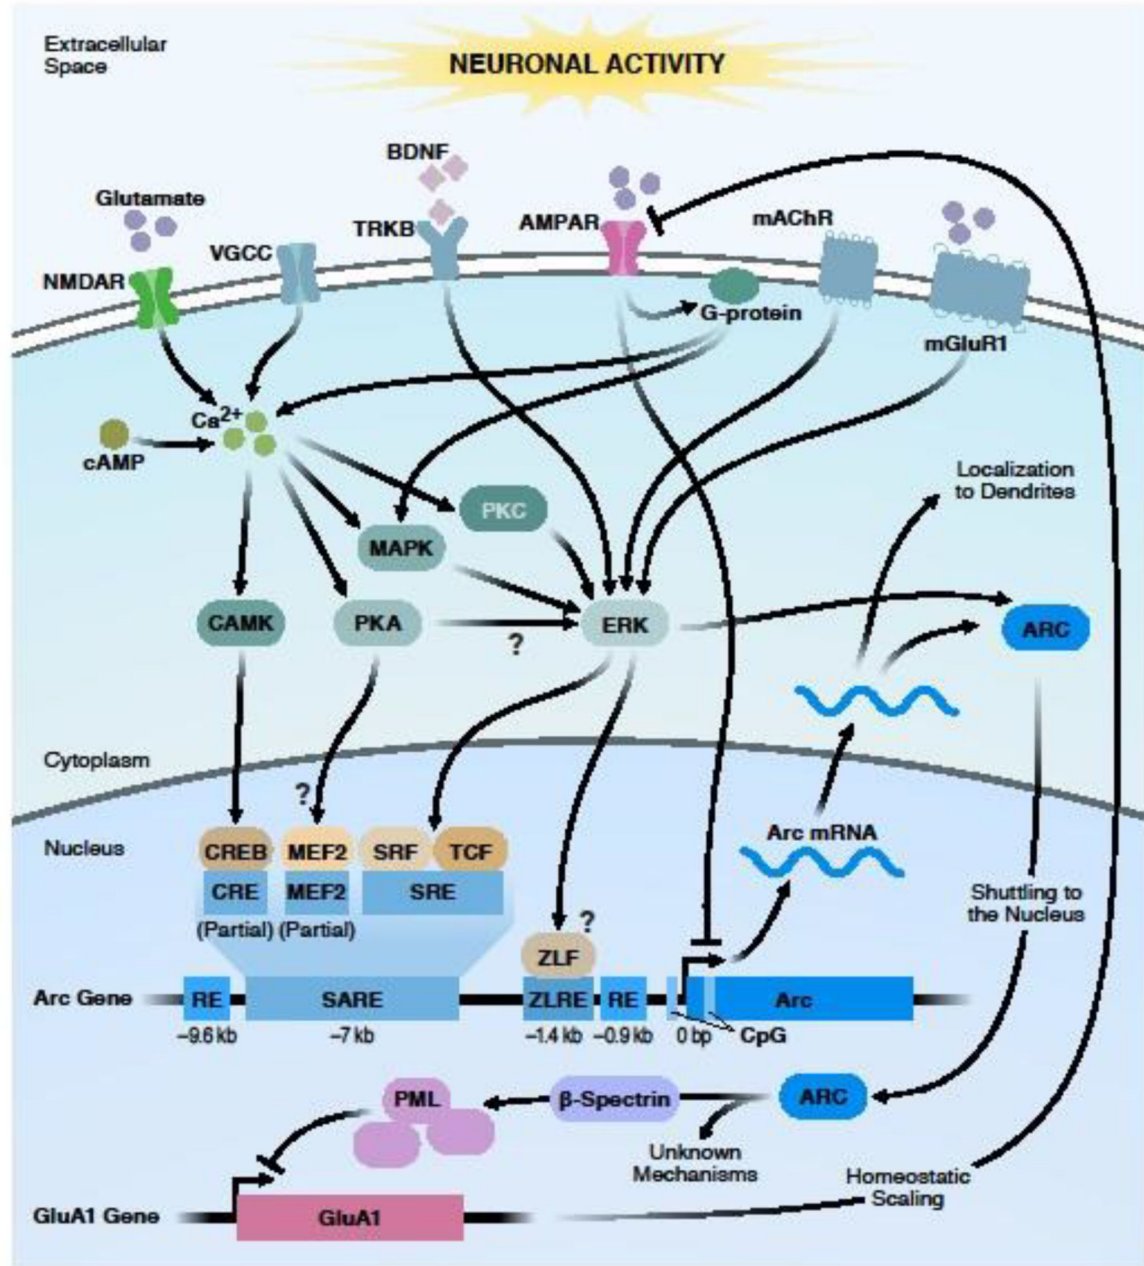 Extracellular
Space
NEURONAL ACTIVITY
BDNF
Glutamate
TRKB
AMPAR
mAChR
VGCC
NMDAR
G-protein
mGluR1
Ca2+
cAMP
Localization
to Dendrites
PKC
MAPK
CAMK
PKA
?
ERK
ARC
Cytoplasm
?
Nucleus
CREB MEF2 SRF TCF
CRE MEF2 SRE
(Partial) (Partial)
Arc mRNA
Shuttling to
the Nucleus
?
ZLF
Arc Gene RE SARE ZLRE RE Arc
–9.6 kb –7 kb –1.4 kb –0.9 kb 0 bp CpG
PML β-Spectrin ARC
Unknown
Mechanisms
Homeostatic
Scaling
GluA1 Gene GluA1